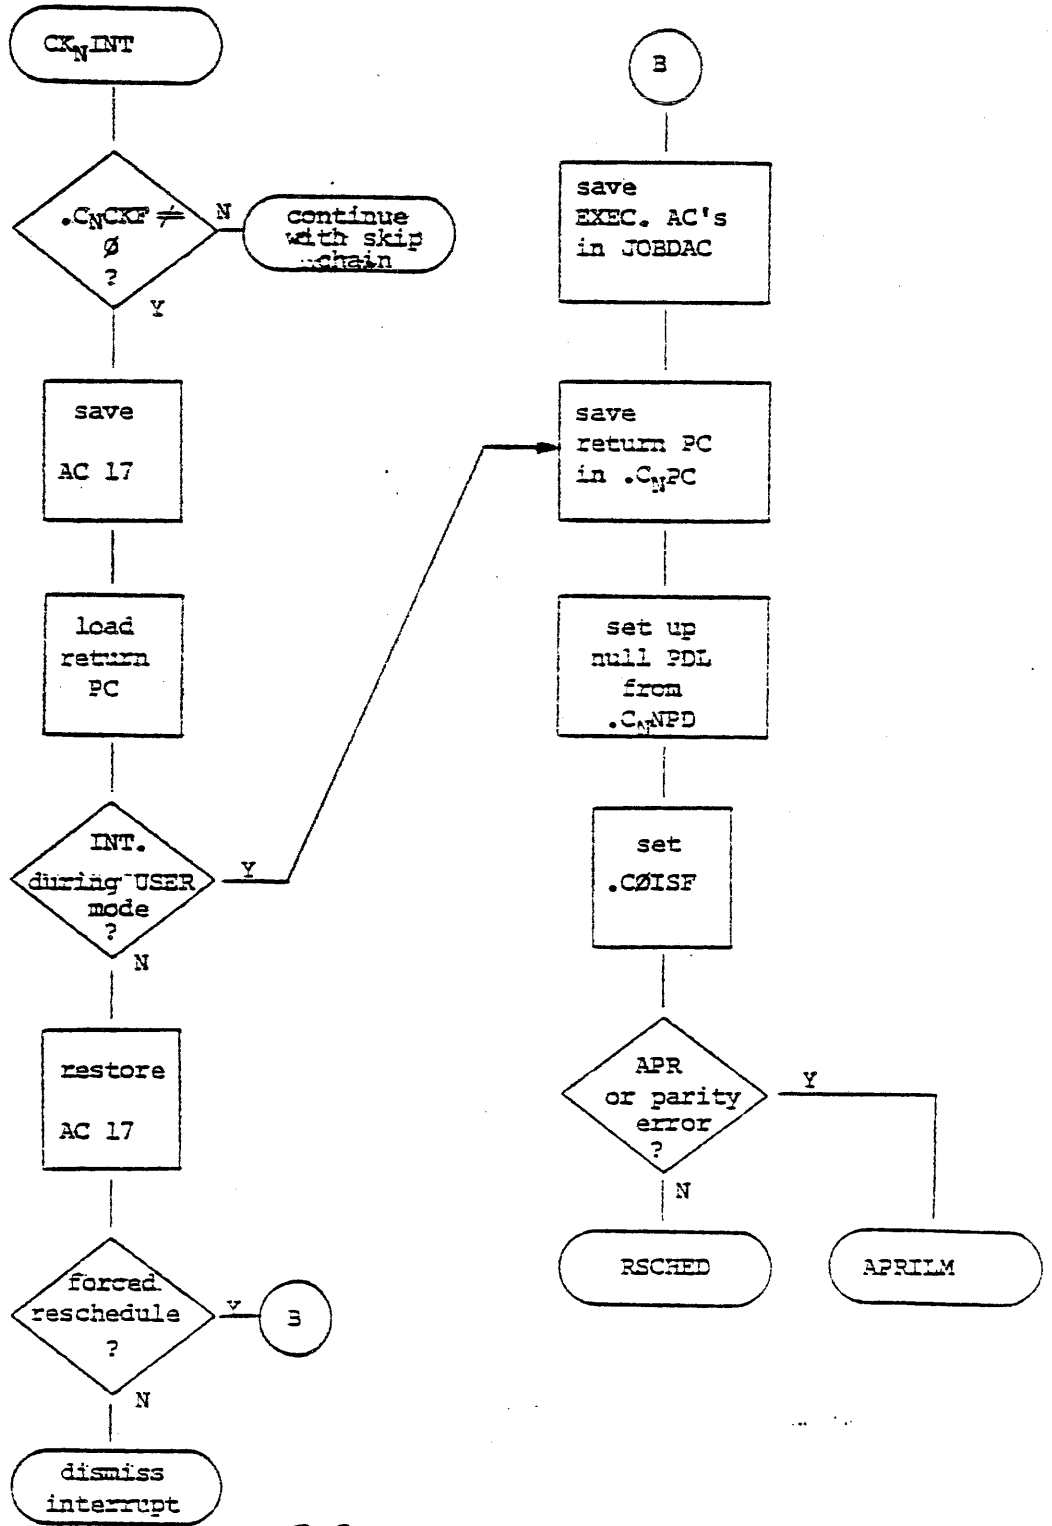 CKNINT
.CNCKF ≠
Ø
?
N
Y
continue
with skip
chain
save
AC 17
load
return
PC
INT.
during USER
mode
?
Y
N
restore
AC 17
forced
reschedule
?
Y
B
N
dismiss
interrupt
B
save
EXEC. AC's
in JOBDAC
save
return PC
in .CNPC
set up
null PDL
from
.CNNPD
set
.CØISF
APR
or parity
error
?
Y
N
RSCHED
APRILM